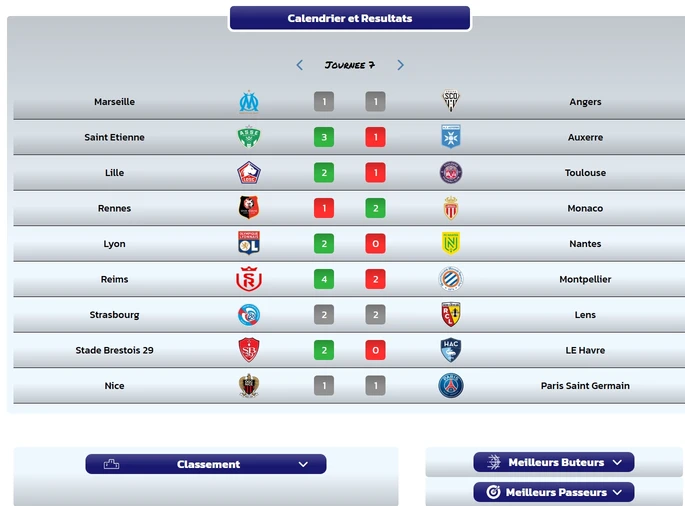 Calendrier et Resultats
Journee 7
Marseille 1 1 Angers
Saint Etienne 3 1 Auxerre
Lille 2 1 Toulouse
Rennes 1 2 Monaco
Lyon 2 0 Nantes
Reims 4 2 Montpellier
Strasbourg 2 2 Lens
Stade Brestois 29 2 0 LE Havre
Nice 1 1 Paris Saint Germain
Classement
Meilleurs Buteurs
Meilleurs Passeurs